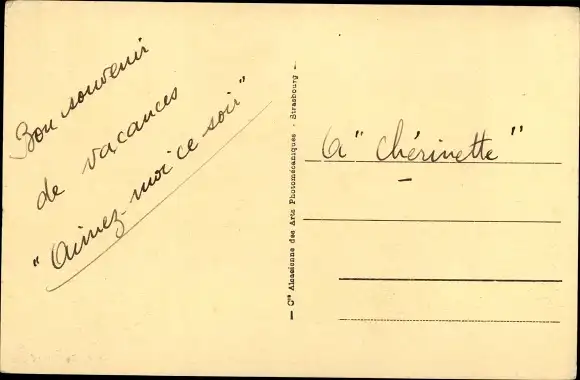 Bon souvenir
de vacances
"Aimez-moi ce soir"
Cie Alsacienne des Arts Photomécaniques - Strasbourg -
A "Chérinette"